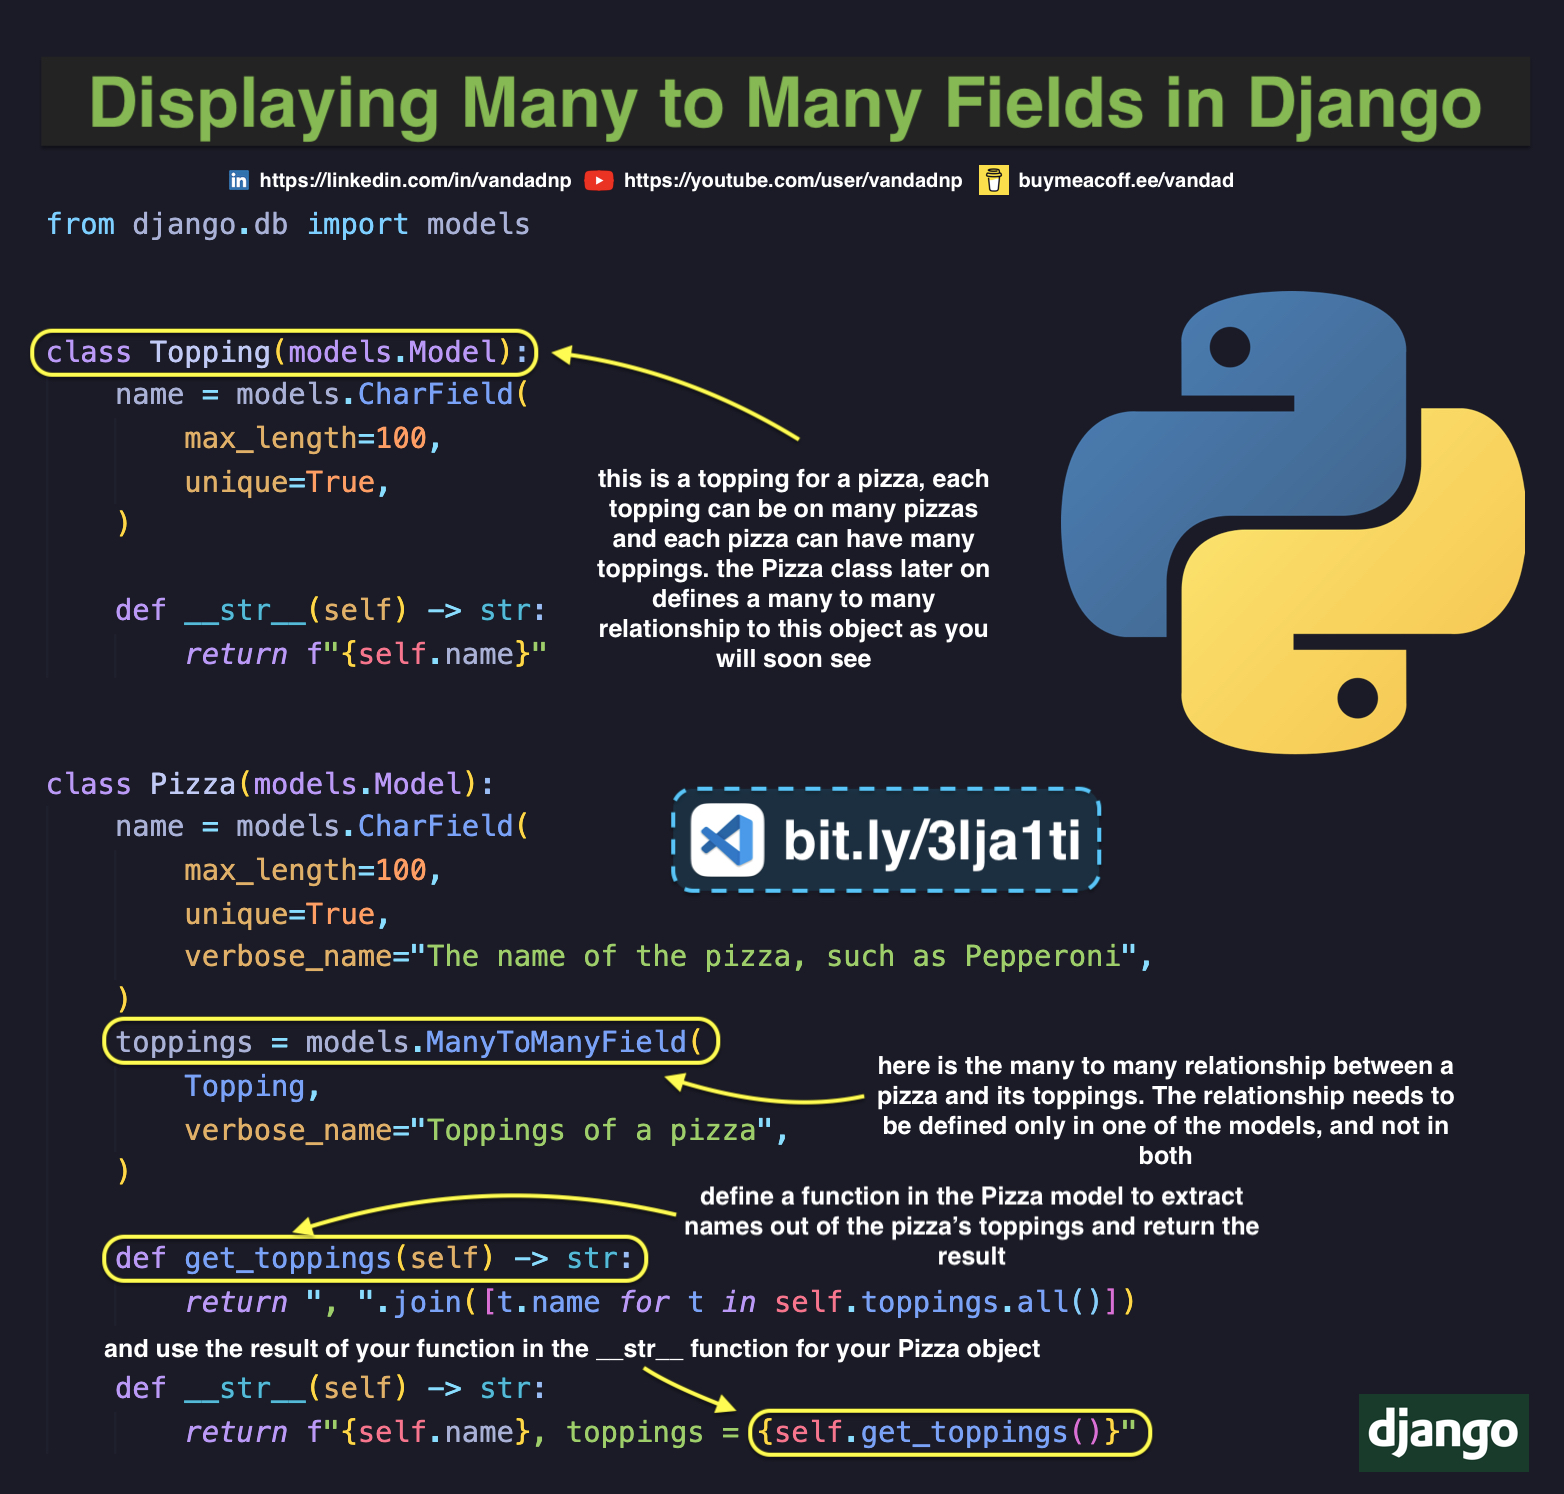 Displaying Many to Many Fields in Django
https://linkedin.com/in/vandadnp https://youtube.com/user/vandadnp buymeacoff.ee/vandad
from django.db import models
class Topping(models.Model):
name = models.CharField(
max_length=100,
unique=True,
)
this is a topping for a pizza, each
topping can be on many pizzas
and each pizza can have many
toppings. the Pizza class later on
defines a many to many
relationship to this object as you
will soon see
def __str__(self) -> str:
return f"{self.name}"
class Pizza(models.Model):
name = models.CharField(
max_length=100,
unique=True,
verbose_name="The name of the pizza, such as Pepperoni",
)
bit.ly/3lja1ti
toppings = models.ManyToManyField(
Topping,
verbose_name="Toppings of a pizza",
)
here is the many to many relationship between a
pizza and its toppings. The relationship needs to
be defined only in one of the models, and not in
both
define a function in the Pizza model to extract
names out of the pizza's toppings and return the
result
def get_toppings(self) -> str:
return ", ".join([t.name for t in self.toppings.all()])
and use the result of your function in the __str__ function for your Pizza object
def __str__(self) -> str:
return f"{self.name}, toppings = {self.get_toppings()}"
django